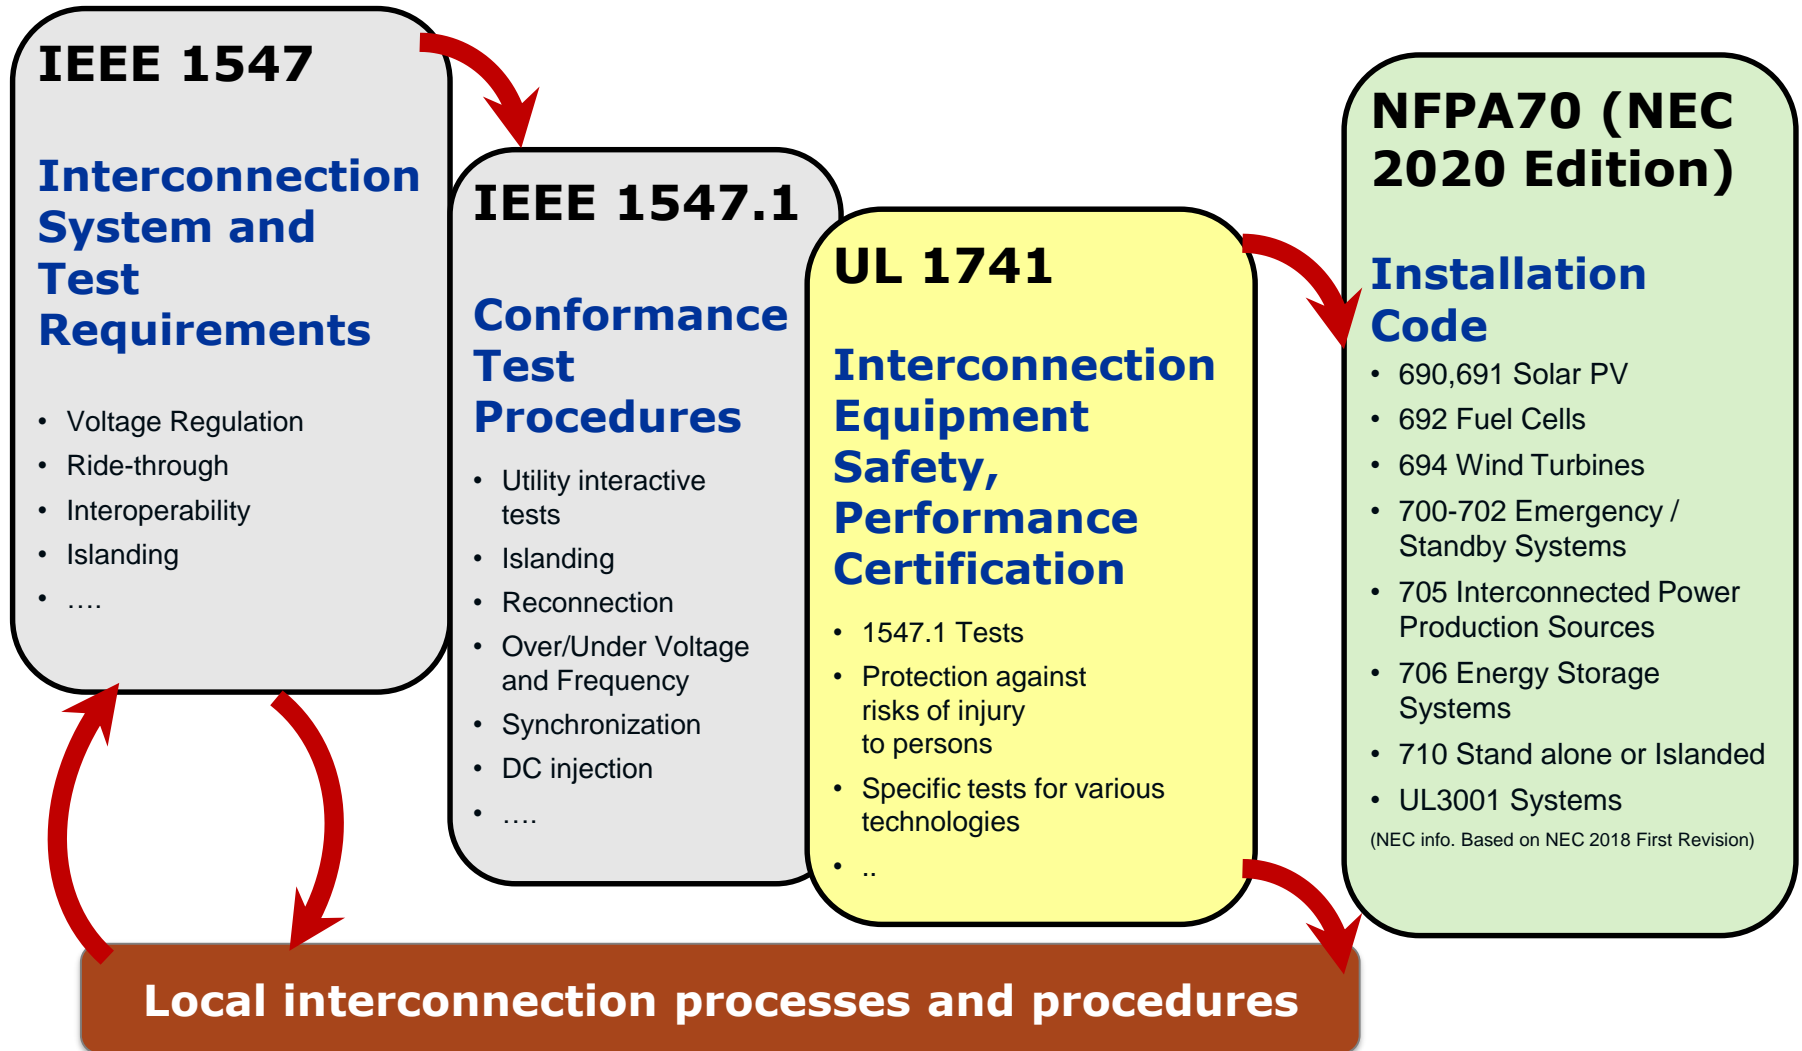 IEEE 1547
Interconnection
System and
Test
Requirements
• Voltage Regulation
• Ride-through
• Interoperability
• Islanding
• ….
IEEE 1547.1
Conformance
Test
Procedures
• Utility interactive
tests
• Islanding
• Reconnection
• Over/Under Voltage
and Frequency
• Synchronization
• DC injection
• ….
UL 1741
Interconnection
Equipment
Safety,
Performance
Certification
• 1547.1 Tests
• Protection against
risks of injury
to persons
• Specific tests for various
technologies
• ..
NFPA70 (NEC
2020 Edition)
Installation
Code
• 690,691 Solar PV
• 692 Fuel Cells
• 694 Wind Turbines
• 700-702 Emergency /
Standby Systems
• 705 Interconnected Power
Production Sources
• 706 Energy Storage
Systems
• 710 Stand alone or Islanded
• UL3001 Systems
(NEC info. Based on NEC 2018 First Revision)
Local interconnection processes and procedures